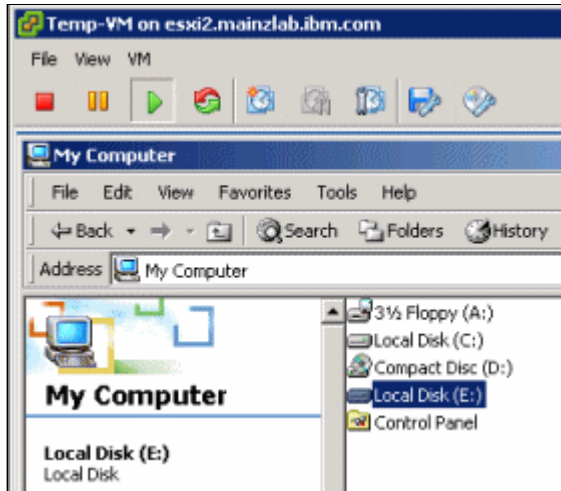 Temp-VM on esxi2.mainzlab.ibm.com
File View VM
My Computer
File Edit View Favorites Tools Help
Back Search Folders History
Address My Computer
3½ Floppy (A:)
Local Disk (C:)
Compact Disc (D:)
Local Disk (E:)
Control Panel
My Computer
Local Disk (E:)
Local Disk